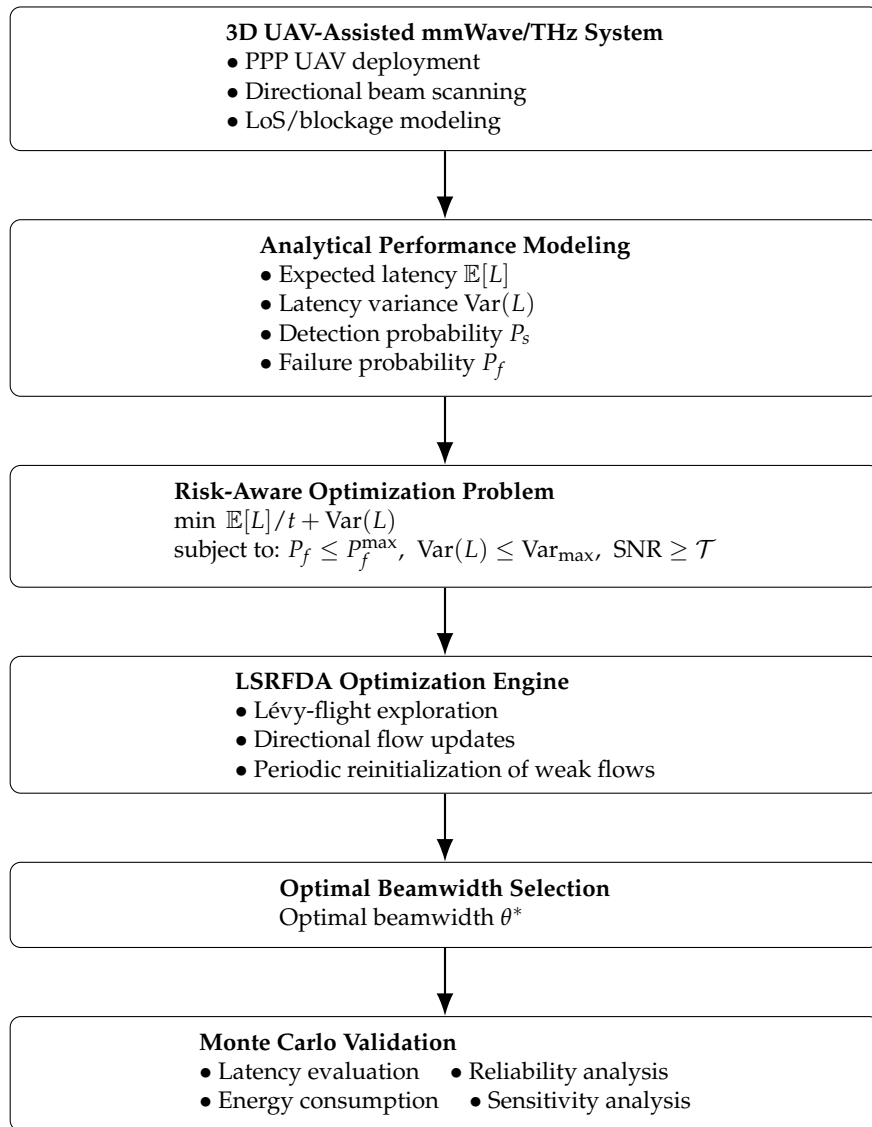 3D UAV-Assisted mmWave/THz System
• PPP UAV deployment
• Directional beam scanning
• LoS/blockage modeling
Analytical Performance Modeling
• Expected latency 𝔼[L]
• Latency variance Var(L)
• Detection probability P_s
• Failure probability P_f
Risk-Aware Optimization Problem
min 𝔼[L]/t + Var(L)
subject to: P_f ≤ P_f^max, Var(L) ≤ Var_max, SNR ≥ 𝒯
LSRFDA Optimization Engine
• Lévy-flight exploration
• Directional flow updates
• Periodic reinitialization of weak flows
Optimal Beamwidth Selection
Optimal beamwidth θ*
Monte Carlo Validation
• Latency evaluation • Reliability analysis
• Energy consumption • Sensitivity analysis